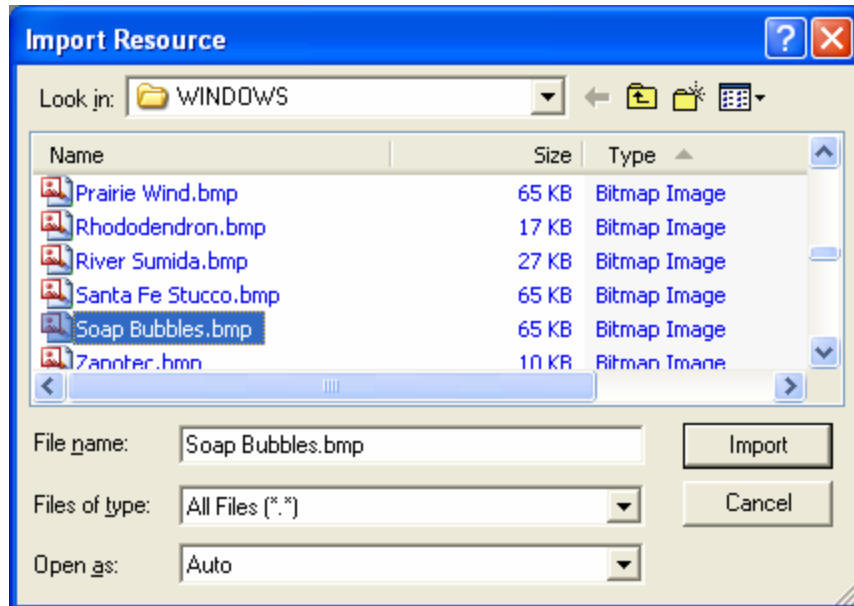 Import Resource
Look in: WINDOWS
Name Size Type
Prairie Wind.bmp 65 KB Bitmap Image
Rhododendron.bmp 17 KB Bitmap Image
River Sumida.bmp 27 KB Bitmap Image
Santa Fe Stucco.bmp 65 KB Bitmap Image
Soap Bubbles.bmp 65 KB Bitmap Image
Zapotec.bmp 10 KB Bitmap Image
File name: Soap Bubbles.bmp Import
Files of type: All Files (*.*) Cancel
Open as: Auto